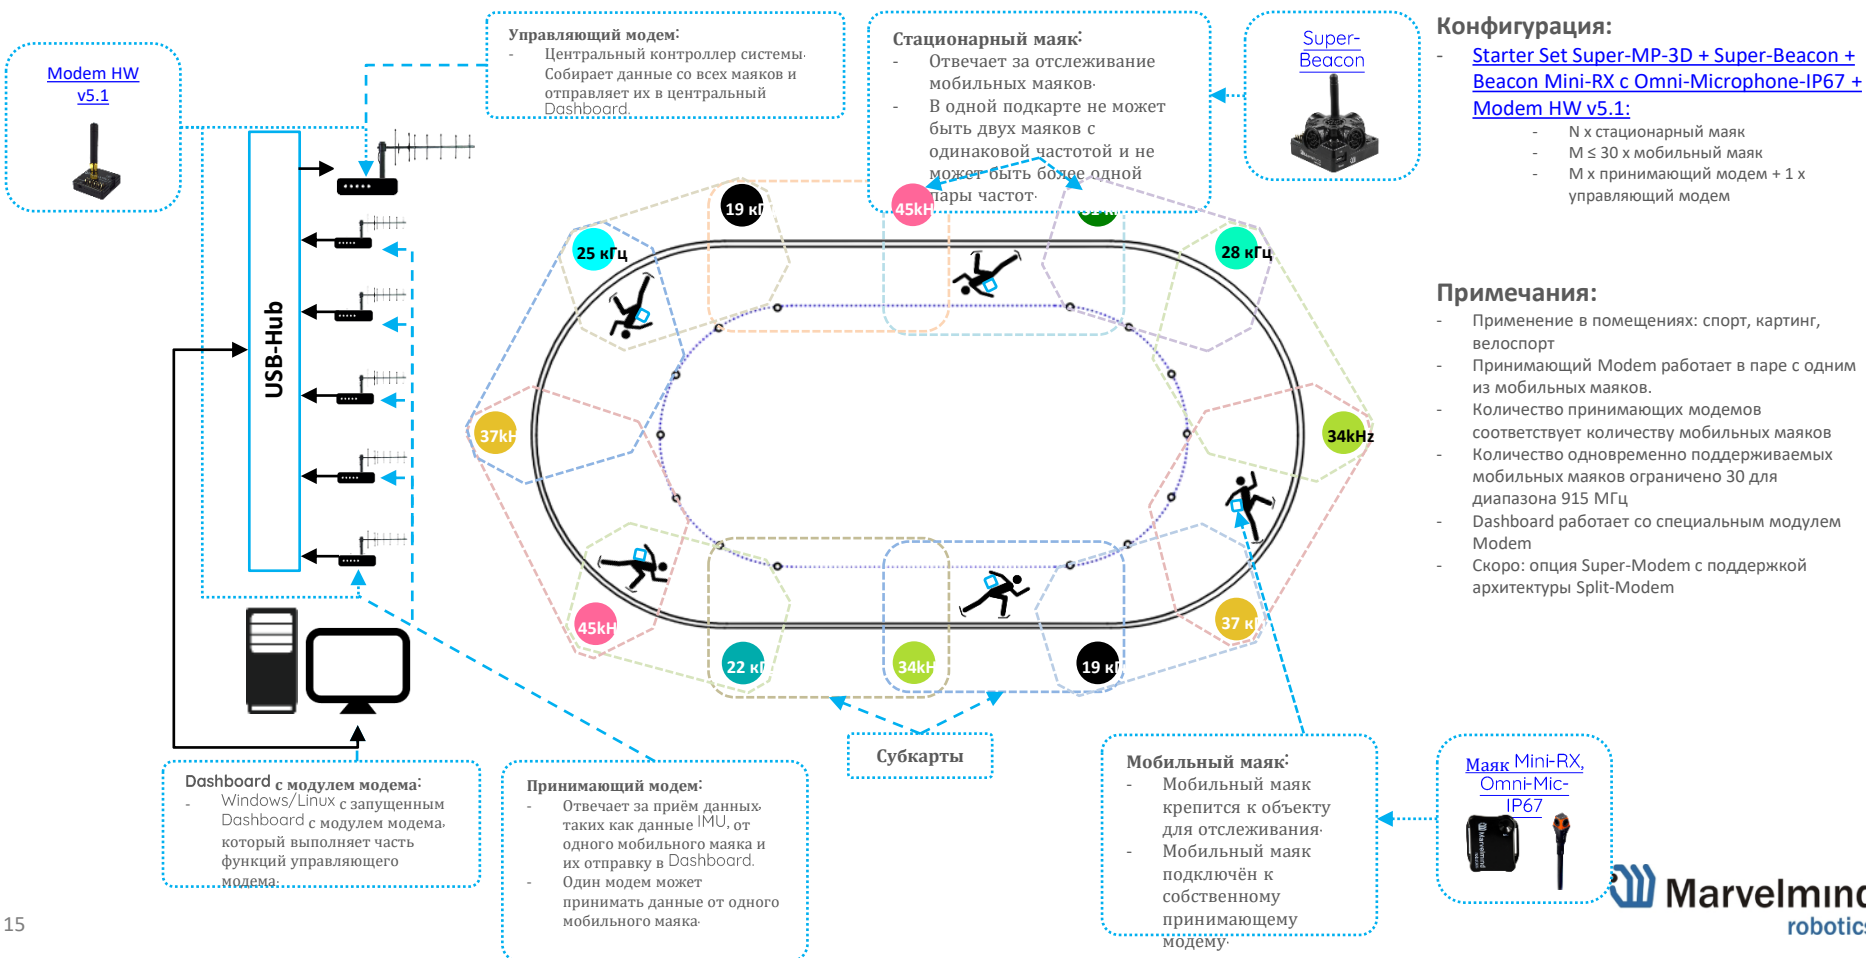 Modem HW
v5.1
Управляющий модем:
- Центральный контроллер системы.
Собирает данные со всех маяков и
отправляет их в центральный
Dashboard.
Стационарный маяк:
- Отвечает за отслеживание
мобильных маяков.
- В одной подкарте не может
быть двух маяков с
одинаковой частотой и не
может быть более одной
пары частот.
Super-
Beacon
Конфигурация:
- Starter Set Super-MP-3D + Super-Beacon +
Beacon Mini-RX с Omni-Microphone-IP67 +
Modem HW v5.1:
- N x стационарный маяк
- M ≤ 30 x мобильный маяк
- M x принимающий модем + 1 x
управляющий модем
Примечания:
- Применение в помещениях: спорт, картинг,
велоспорт
- Принимающий Modem работает в паре с одним
из мобильных маяков.
- Количество принимающих модемов
соответствует количеству мобильных маяков
- Количество одновременно поддерживаемых
мобильных маяков ограничено 30 для
диапазона 915 МГц
- Dashboard работает со специальным модулем
Modem
- Скоро: опция Super-Modem с поддержкой
архитектуры Split-Modem
USB-Hub
19 кГ
45kH
25 кГц
28 кГц
37kH
34kHz
45kH
37 к
22 кГ
34kH
19 кГ
Субкарты
Dashboard с модулем модема:
- Windows/Linux с запущенным
Dashboard с модулем модема,
который выполняет часть
функций управляющего
модема.
Принимающий модем:
- Отвечает за приём данных,
таких как данные IMU, от
одного мобильного маяка и
их отправку в Dashboard.
- Один модем может
принимать данные от одного
мобильного маяка.
Мобильный маяк:
- Мобильный маяк
крепится к объекту
для отслеживания.
- Мобильный маяк
подключён к
собственному
принимающему
модему.
Маяк Mini-RX,
Omni-Mic-
IP67
Marvelmind
robotics
15